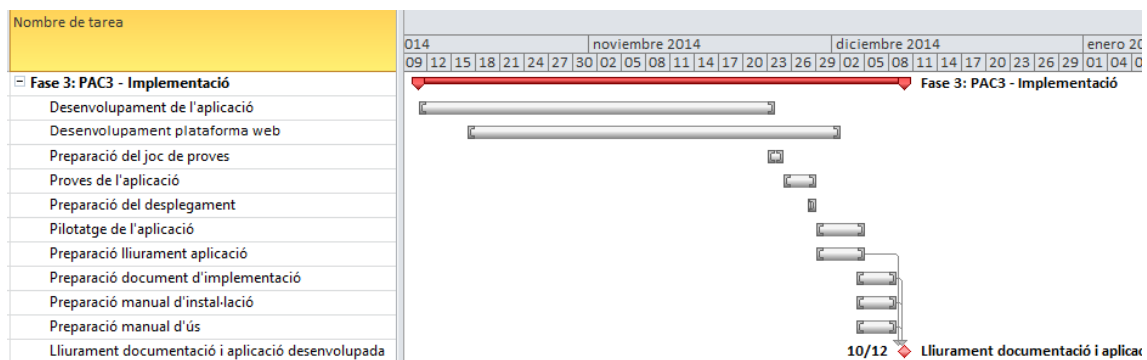 Nombre de tarea
014 noviembre 2014 diciembre 2014 enero 20
09 12 15 18 21 24 27 30 02 05 08 11 14 17 20 23 26 29 02 05 08 11 14 17 20 23 26 29 01 04 0
Fase 3: PAC3 - Implementació Fase 3: PAC3 - Implementació
Desenvolupament de l'aplicació
Desenvolupament plataforma web
Preparació del joc de proves
Proves de l'aplicació
Preparació del desplegament
Pilotatge de l'aplicació
Preparació lliurament aplicació
Preparació document d'implementació
Preparació manual d'instal·lació
Preparació manual d'ús
Lliurament documentació i aplicació desenvolupada 10/12 Lliurament documentació i aplicac